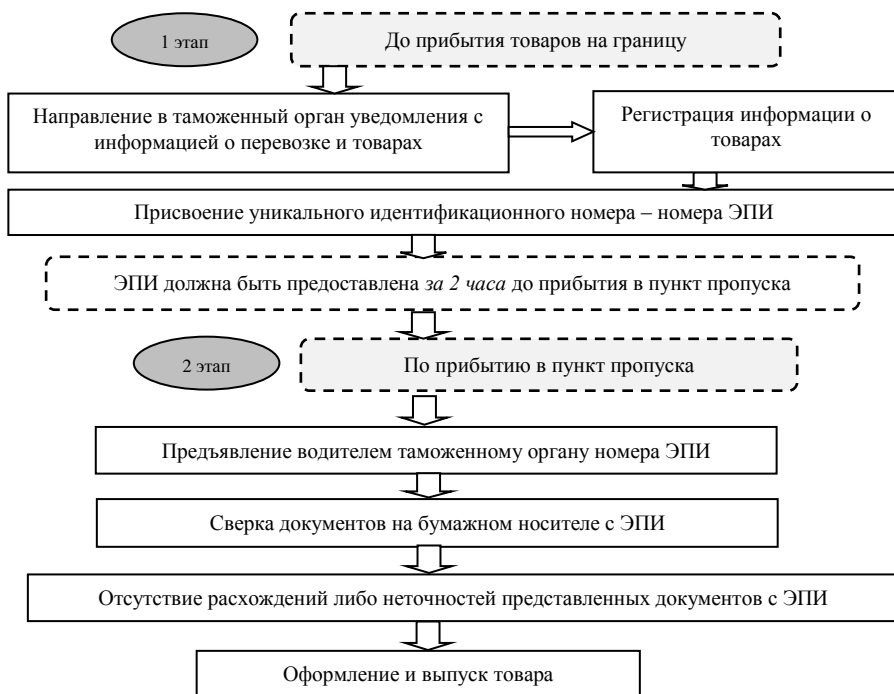 1 этап
До прибытия товаров на границу
Направление в таможенный орган уведомления с
информацией о перевозке и товарах
Регистрация информации о
товарах
Присвоение уникального идентификационного номера – номера ЭПИ
ЭПИ должна быть предоставлена за 2 часа до прибытия в пункт пропуска
2 этап
По прибытию в пункт пропуска
Предъявление водителем таможенному органу номера ЭПИ
Сверка документов на бумажном носителе с ЭПИ
Отсутствие расхождений либо неточностей представленных документов с ЭПИ
Оформление и выпуск товара